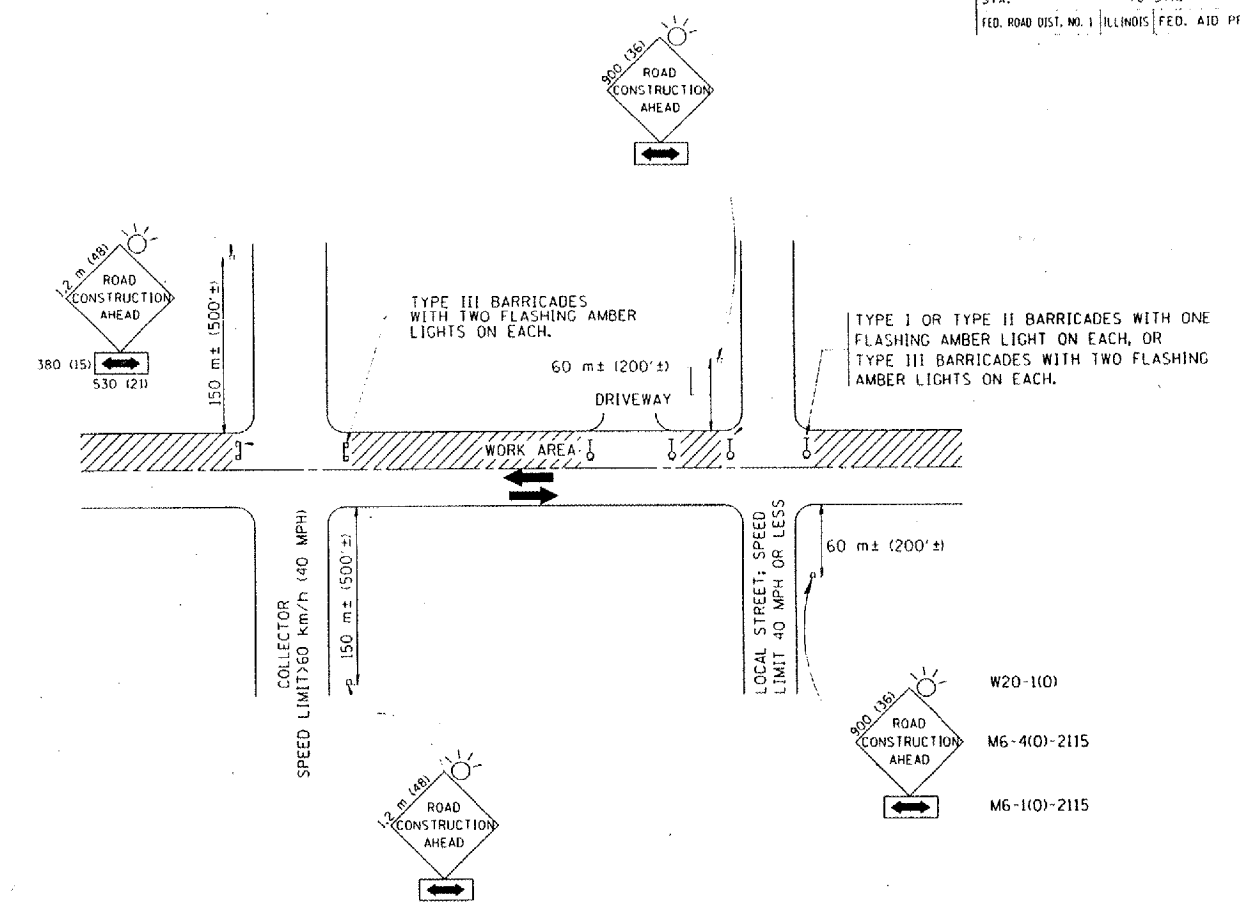 FED. ROAD DIST. NO. 1 ILLINOIS FED. AID
900 (36)
ROAD
CONSTRUCTION
AHEAD
1.2 m (48)
ROAD
CONSTRUCTION
AHEAD
380 (15)
530 (21)
150 m± (500'±)
TYPE III BARRICADES
WITH TWO FLASHING AMBER
LIGHTS ON EACH.
60 m± (200'±)
DRIVEWAY
TYPE I OR TYPE II BARRICADES WITH ONE
FLASHING AMBER LIGHT ON EACH, OR
TYPE III BARRICADES WITH TWO FLASHING
AMBER LIGHTS ON EACH.
WORK AREA
COLLECTOR
SPEED LIMIT>60 km/h (40 MPH)
150 m± (500'±)
LOCAL STREET; SPEED
LIMIT 40 MPH OR LESS
60 m± (200'±)
900 (36)
ROAD
CONSTRUCTION
AHEAD
W20-1(O)
M6-4(O)-2115
M6-1(O)-2115
1.2 m (48)
ROAD
CONSTRUCTION
AHEAD